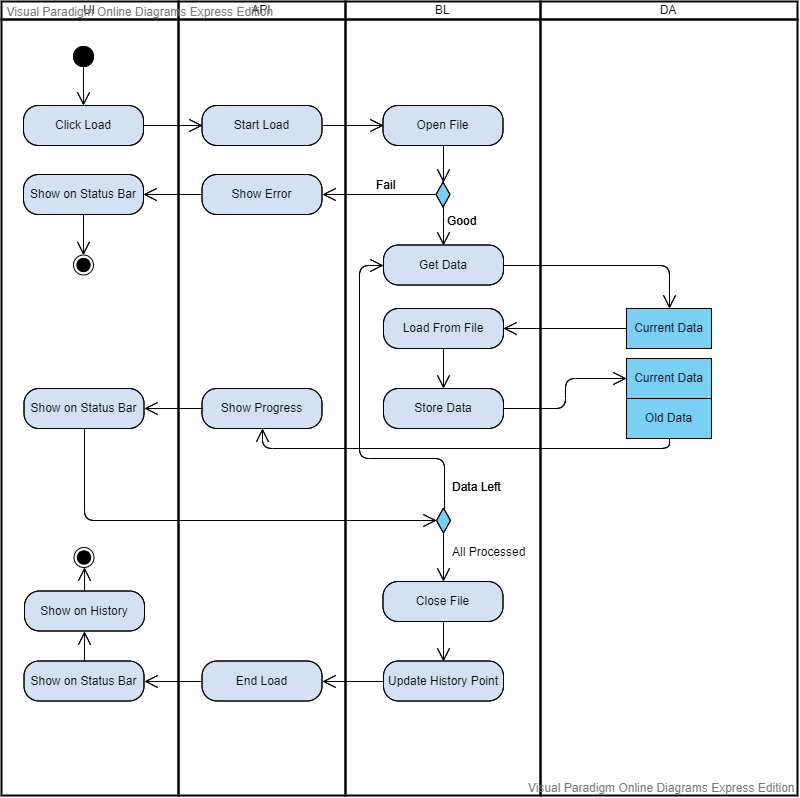 Visual Paradigm Online Diagrams Express Edition
UI
API
BL
DA
Click Load
Start Load
Open File
Show on Status Bar
Show Error
Fail
Good
Get Data
Load From File
Current Data
Current Data
Show on Status Bar
Show Progress
Store Data
Old Data
Data Left
All Processed
Show on History
Close File
Show on Status Bar
End Load
Update History Point
Visual Paradigm Online Diagrams Express Edition